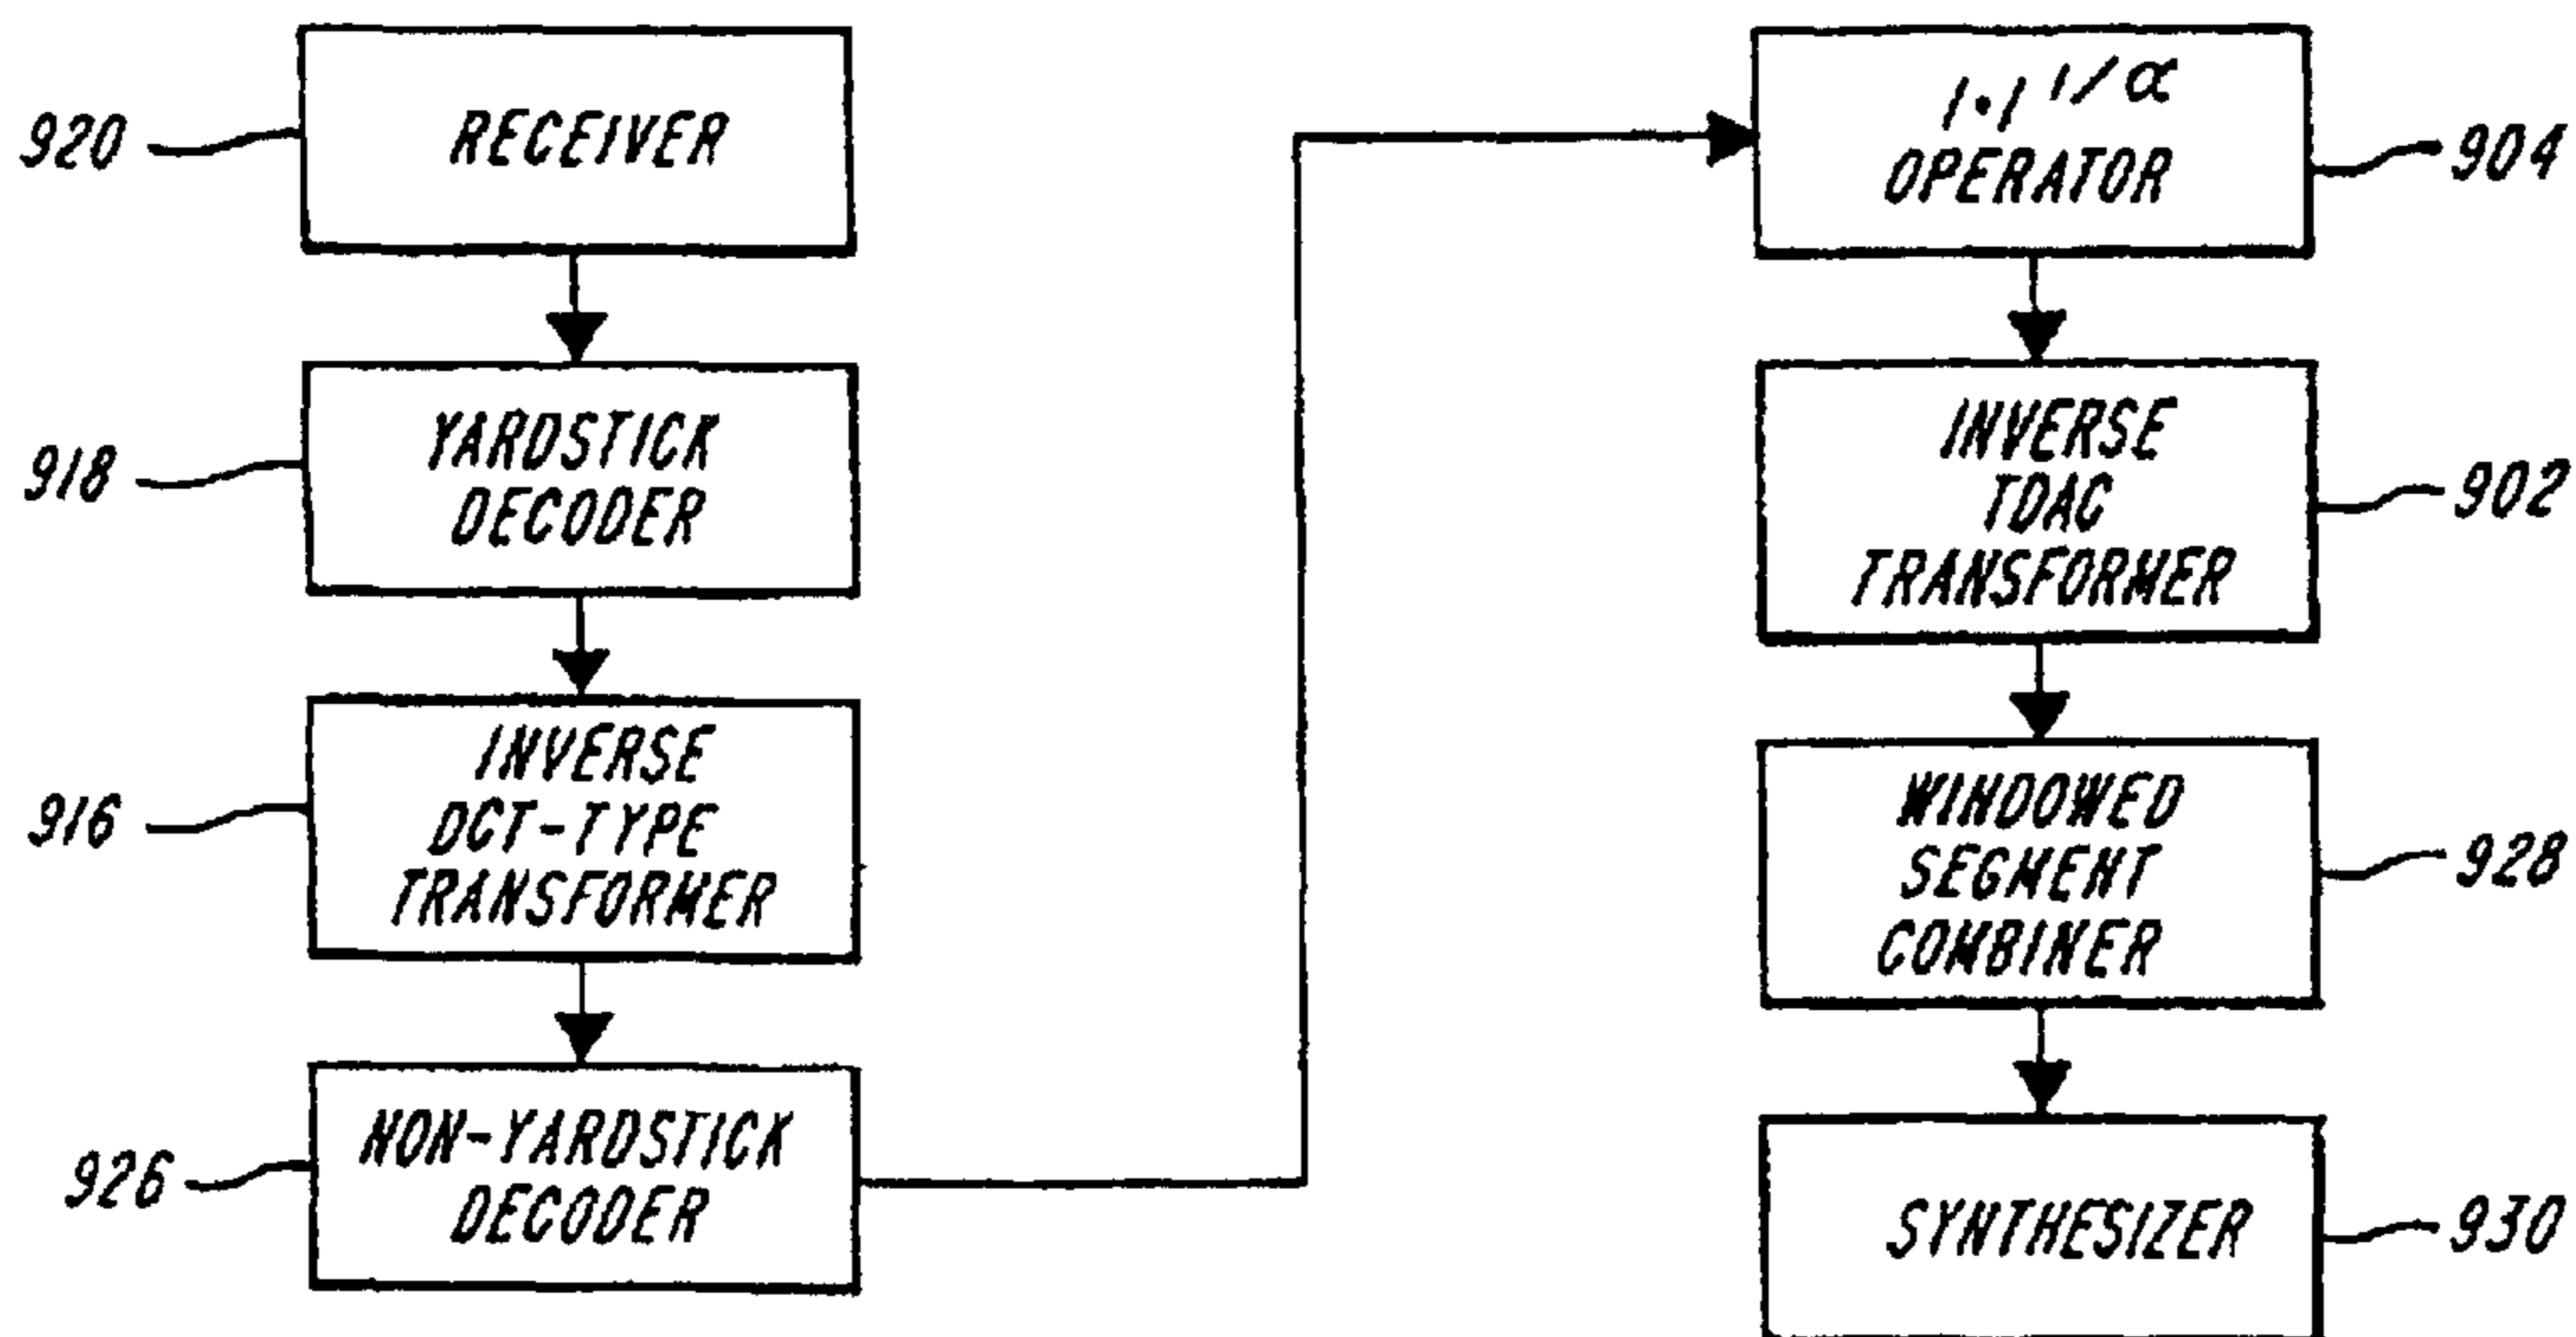 920
RECEIVER
918
YARDSTICK
DECODER
916
INVERSE
DCT-TYPE
TRANSFORMER
926
NON-YARDSTICK
DECODER
|•| 1/α
OPERATOR
904
INVERSE
TDAC
TRANSFORMER
902
WINDOWED
SEGMENT
COMBINER
928
SYNTHESIZER
930